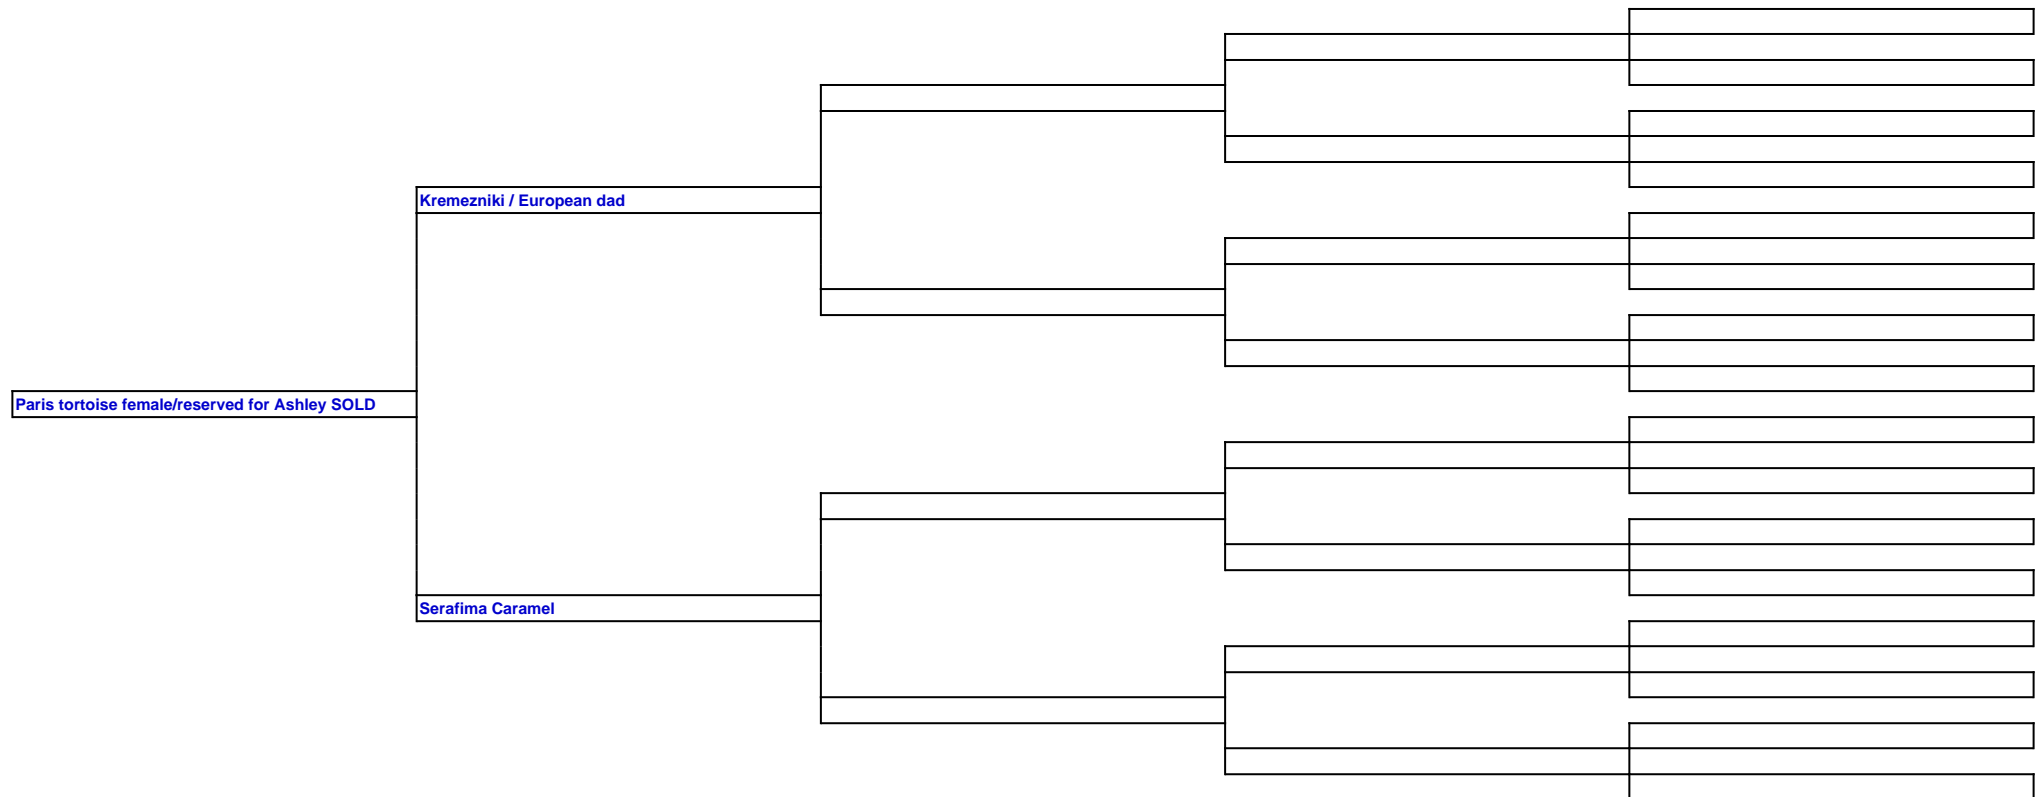 Kremezniki / European dad
Paris tortoise female/reserved for Ashley SOLD
Serafima Caramel